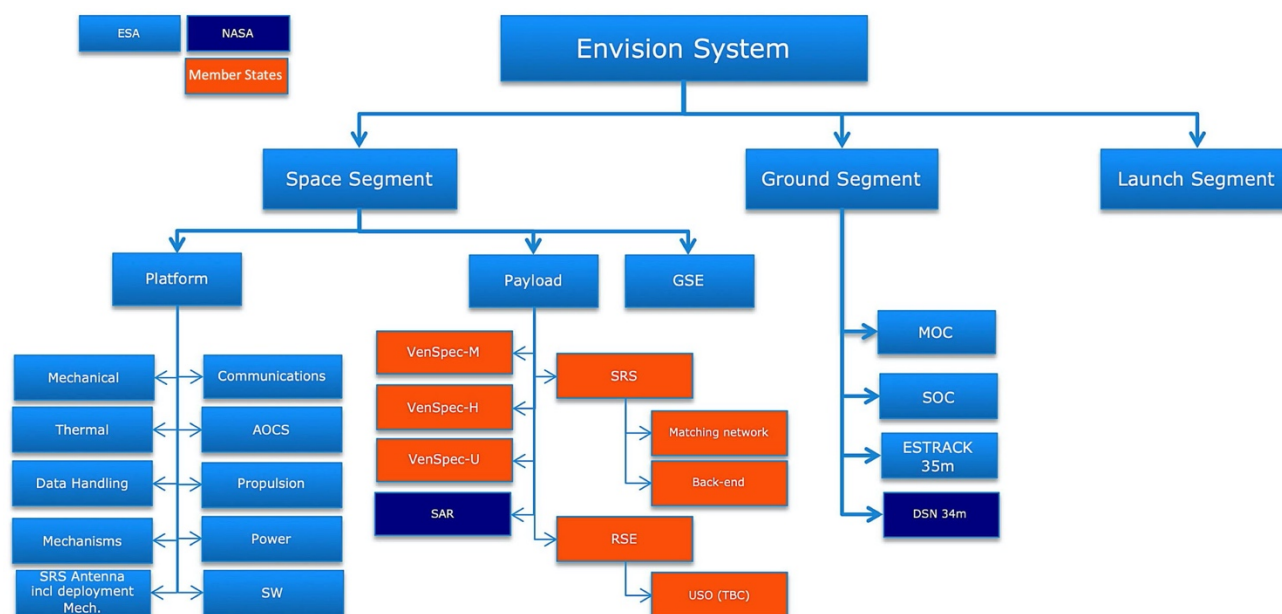 ESA
NASA
Member States
Envision System
Space Segment
Ground Segment
Launch Segment
Platform
Payload
GSE
Mechanical
Communications
Thermal
AOCS
Data Handling
Propulsion
Mechanisms
Power
SRS Antenna
incl deployment
Mech.
SW
VenSpec-M
VenSpec-H
VenSpec-U
SAR
SRS
Matching network
Back-end
RSE
USO (TBC)
MOC
SOC
ESTRACK
35m
DSN 34m